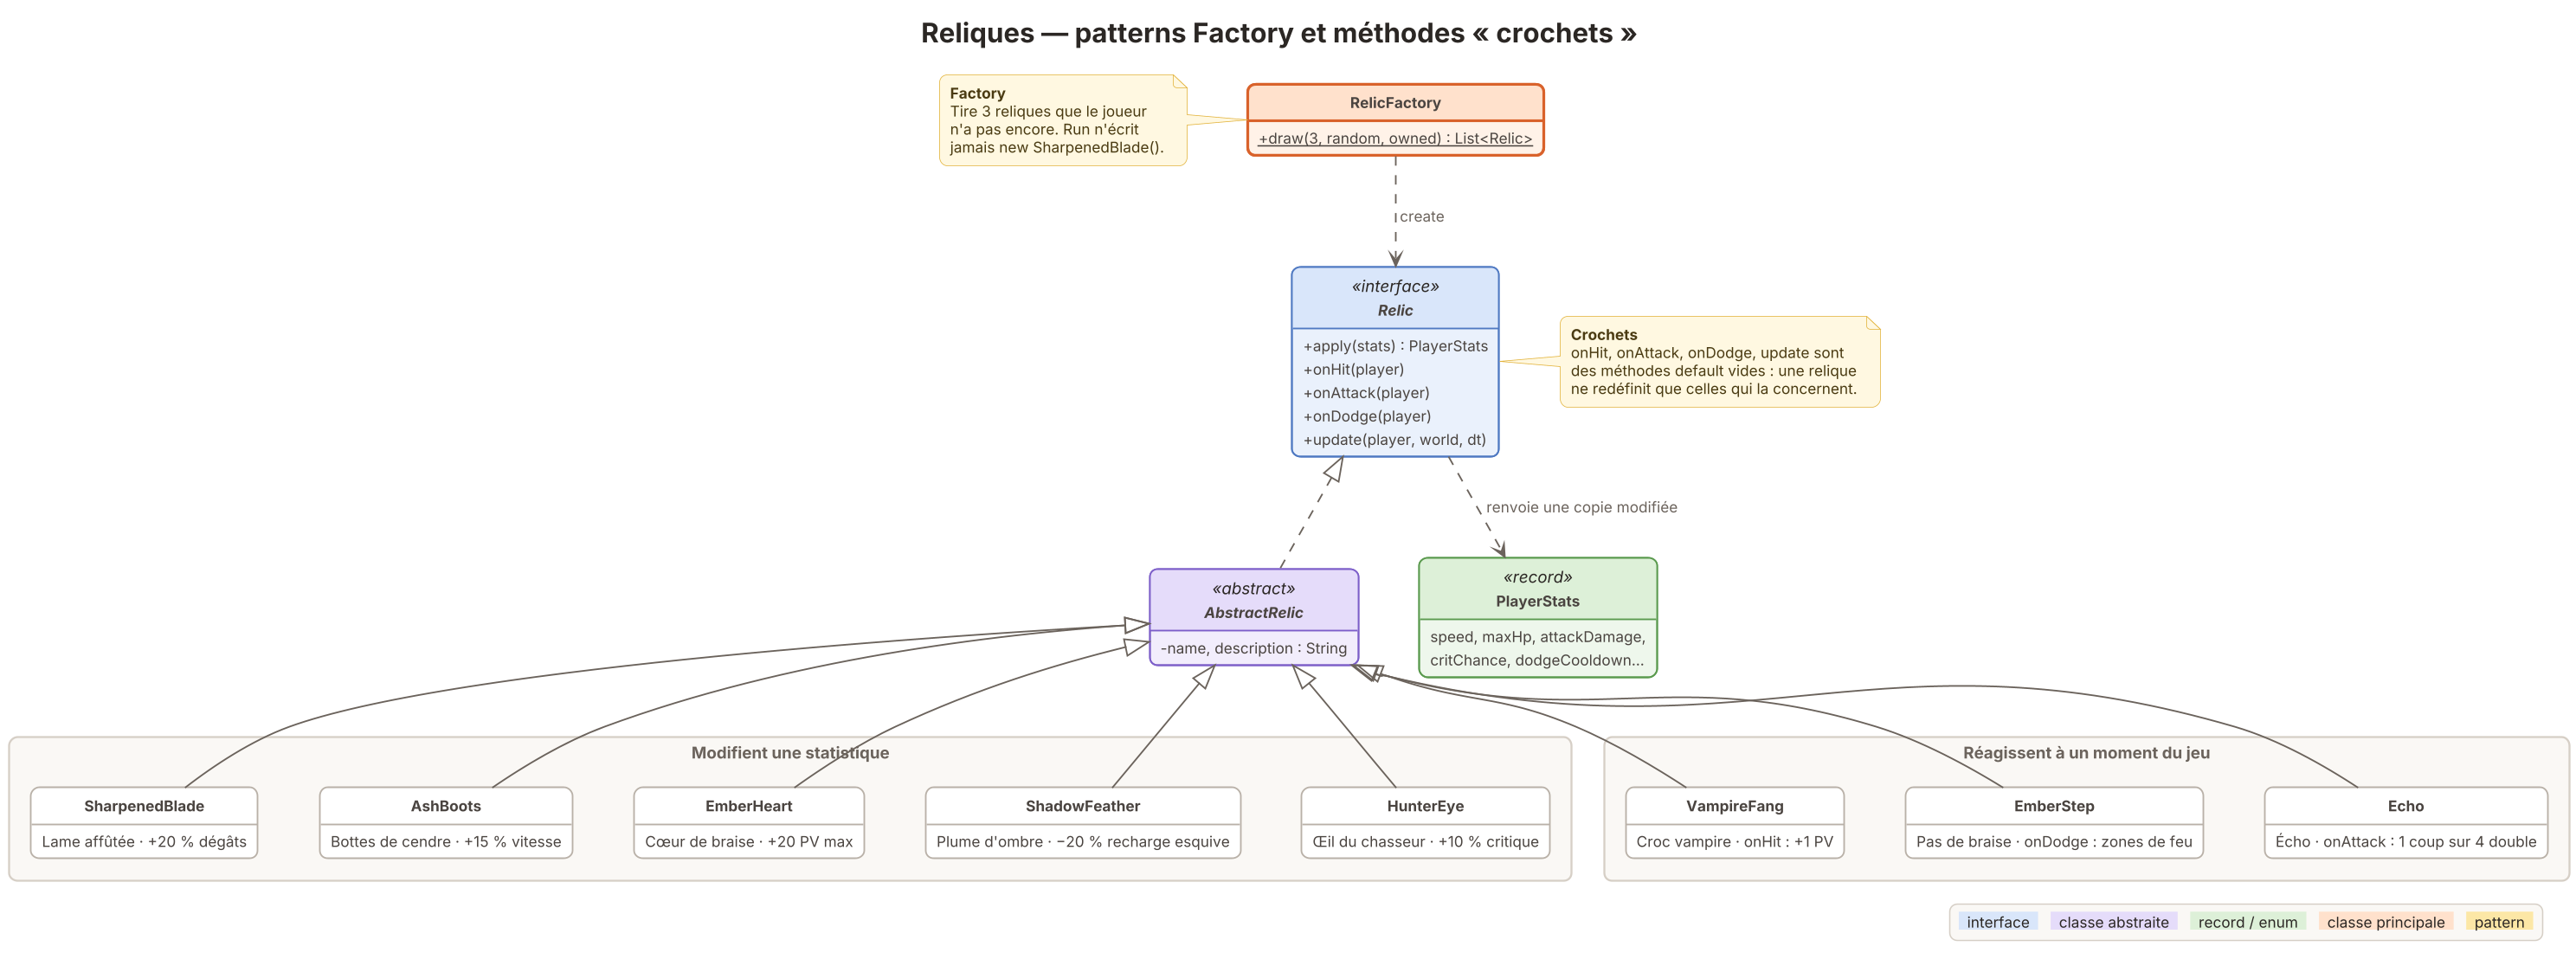 Reliques — patterns Factory et méthodes « crochets »
Factory
Tire 3 reliques que le joueur
n'a pas encore. Run n'écrit
jamais new SharpenedBlade().
RelicFactory
+draw(3, random, owned) : List<Relic>
create
«interface»
Relic
+apply(stats) : PlayerStats
+onHit(player)
+onAttack(player)
+onDodge(player)
+update(player, world, dt)
Crochets
onHit, onAttack, onDodge, update sont
des méthodes default vides : une relique
ne redéfinit que celles qui la concernent.
renvoie une copie modifiée
«abstract»
AbstractRelic
-name, description : String
«record»
PlayerStats
speed, maxHp, attackDamage,
critChance, dodgeCooldown...
Modifient une statistique
SharpenedBlade
Lame affûtée · +20 % dégâts
AshBoots
Bottes de cendre · +15 % vitesse
EmberHeart
Cœur de braise · +20 PV max
ShadowFeather
Plume d'ombre · −20 % recharge esquive
HunterEye
Œil du chasseur · +10 % critique
Réagissent à un moment du jeu
VampireFang
Croc vampire · onHit : +1 PV
EmberStep
Pas de braise · onDodge : zones de feu
Echo
Écho · onAttack : 1 coup sur 4 double
interface
classe abstraite
record / enum
classe principale
pattern